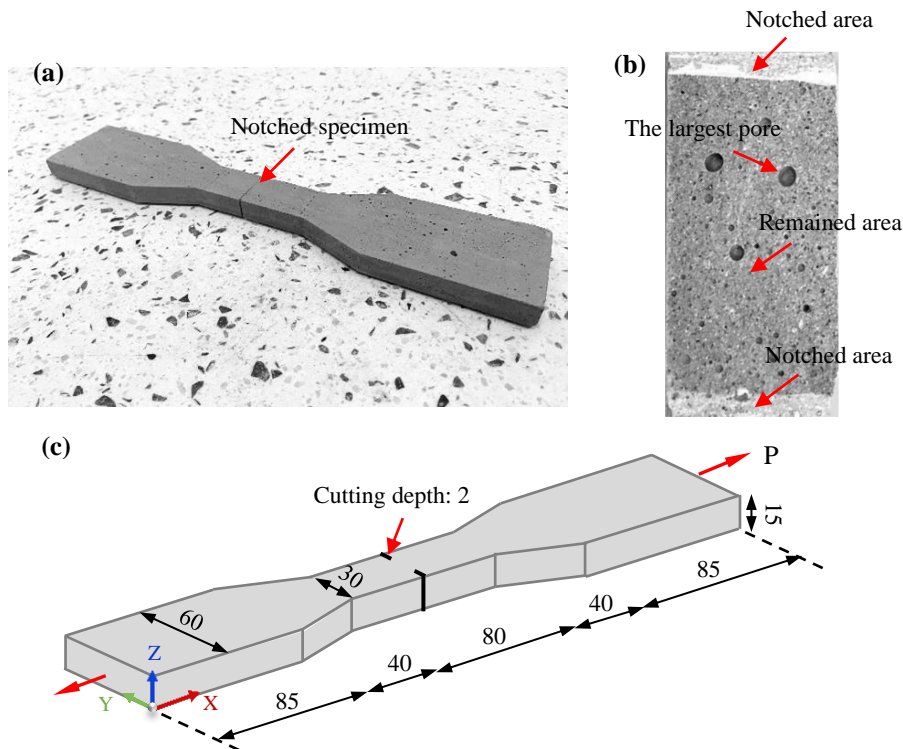 (a)
Notched specimen
Notched area
(b)
The largest pore
Remained area
Notched area
(c)
Cutting depth: 2
P
15
30
60
85
40
80
40
85
Z
Y
X